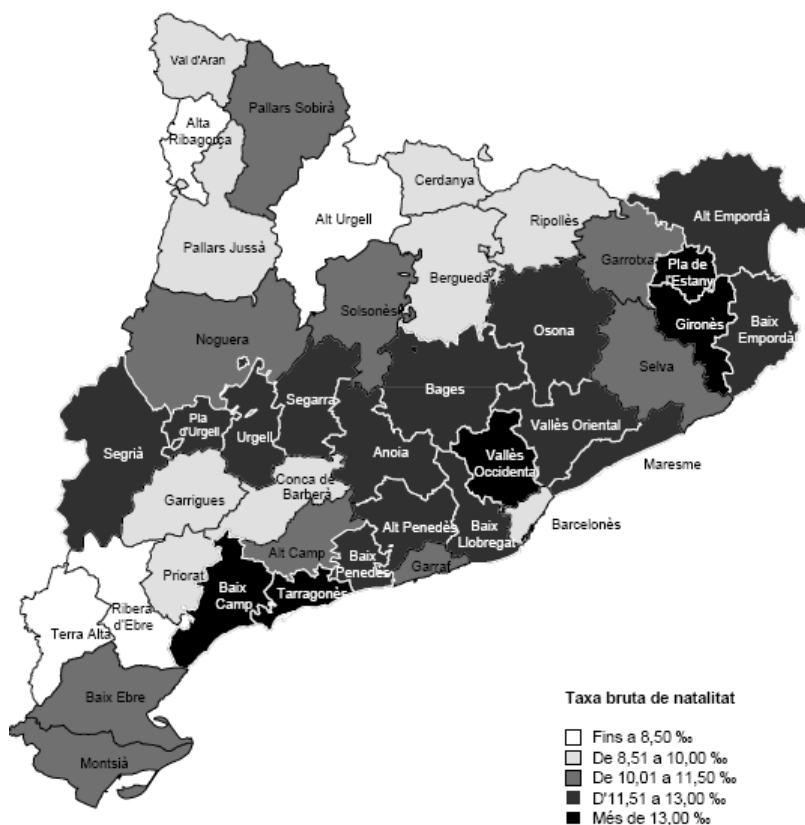 Val d'Aran
Pallars Sobirà
Alta
Ribagorça
Cerdanya
Alt Urgell
Ripollès
Alt Empordà
Pallars Jussà
Berguedà
Garrotxa
Pla de
l'Estany
Solsonès
Gironès
Baix
Empordà
Osona
Noguera
Selva
Bages
Segarra
Pla
d'Urgell
Urgell
Vallès Oriental
Segrià
Anoia
Vallès
Occidental
Maresme
Conca de
Barberà
Garrigues
Barcelonès
Alt Penedès
Baix
Llobregat
Alt Camp
Baix
Penedès
Garraf
Priorat
Baix
Camp
Tarragonès
Ribera
d'Ebre
Terra Alta
Baix Ebre
Montsià
Taxa bruta de natalitat
Fins a 8,50 ‰
De 8,51 a 10,00 ‰
De 10,01 a 11,50 ‰
D'11,51 a 13,00 ‰
Més de 13,00 ‰